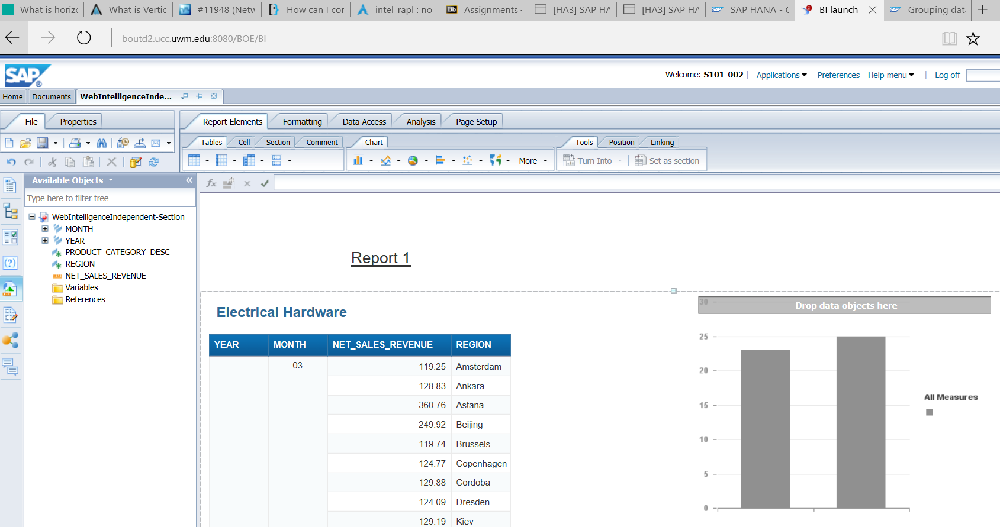 What is horiz
What is Vertic
#11948 (Netw
How can I cor
intel_rapl : no
Bb Assignments -
[HA3] SAP HA
[HA3] SAP HA
SAP SAP HANA - C
BI launch
SAP Grouping data
boutd2.ucc.uwm.edu:8080/BOE/BI
SAP®
Welcome: S101-002 | Applications Preferences Help menu | Log off
Home Documents WebIntelligenceInde...
File Properties Report Elements Formatting Data Access Analysis Page Setup
Tables Cell Section Comment Chart Tools Position Linking
More Turn Into Set as section
Available Objects «
fx
Type here to filter tree
WebIntelligenceIndependent-Section
MONTH
YEAR
PRODUCT_CATEGORY_DESC
REGION
NET_SALES_REVENUE
Variables
References
Report 1
Electrical Hardware
YEAR MONTH NET_SALES_REVENUE REGION
03 119.25 Amsterdam
128.83 Ankara
360.76 Astana
249.92 Beijing
119.74 Brussels
124.77 Copenhagen
129.88 Cordoba
124.09 Dresden
129.19 Kiev
Drop data objects here
30
25
20
15
10
5
0
All Measures